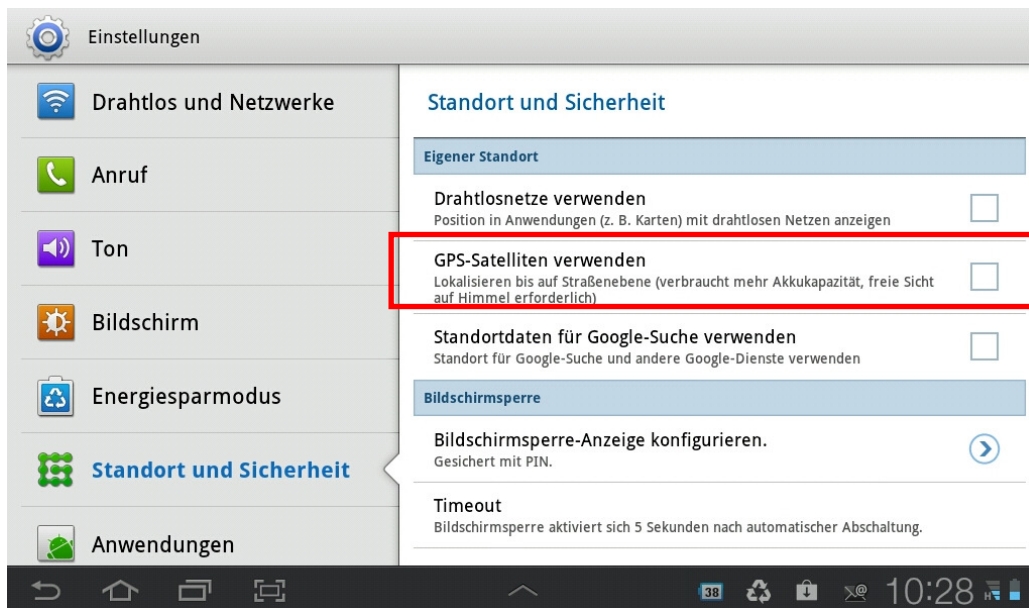 Einstellungen
Drahtlos und Netzwerke
Anruf
Ton
Bildschirm
Energiesparmodus
Standort und Sicherheit
Anwendungen
Standort und Sicherheit
Eigener Standort
Drahtlosnetze verwenden
Position in Anwendungen (z. B. Karten) mit drahtlosen Netzen anzeigen
GPS-Satelliten verwenden
Lokalisieren bis auf Straßenebene (verbraucht mehr Akkukapazität, freie Sicht
auf Himmel erforderlich)
Standortdaten für Google-Suche verwenden
Standort für Google-Suche und andere Google-Dienste verwenden
Bildschirmsperre
Bildschirmsperre-Anzeige konfigurieren.
Gesichert mit PIN.
Timeout
Bildschirmsperre aktiviert sich 5 Sekunden nach automatischer Abschaltung.
38
10:28